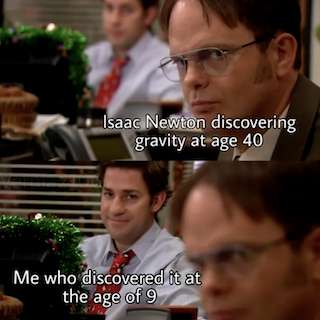 Isaac Newton discovering
gravity at age 40
Me who discovered it at
the age of 9